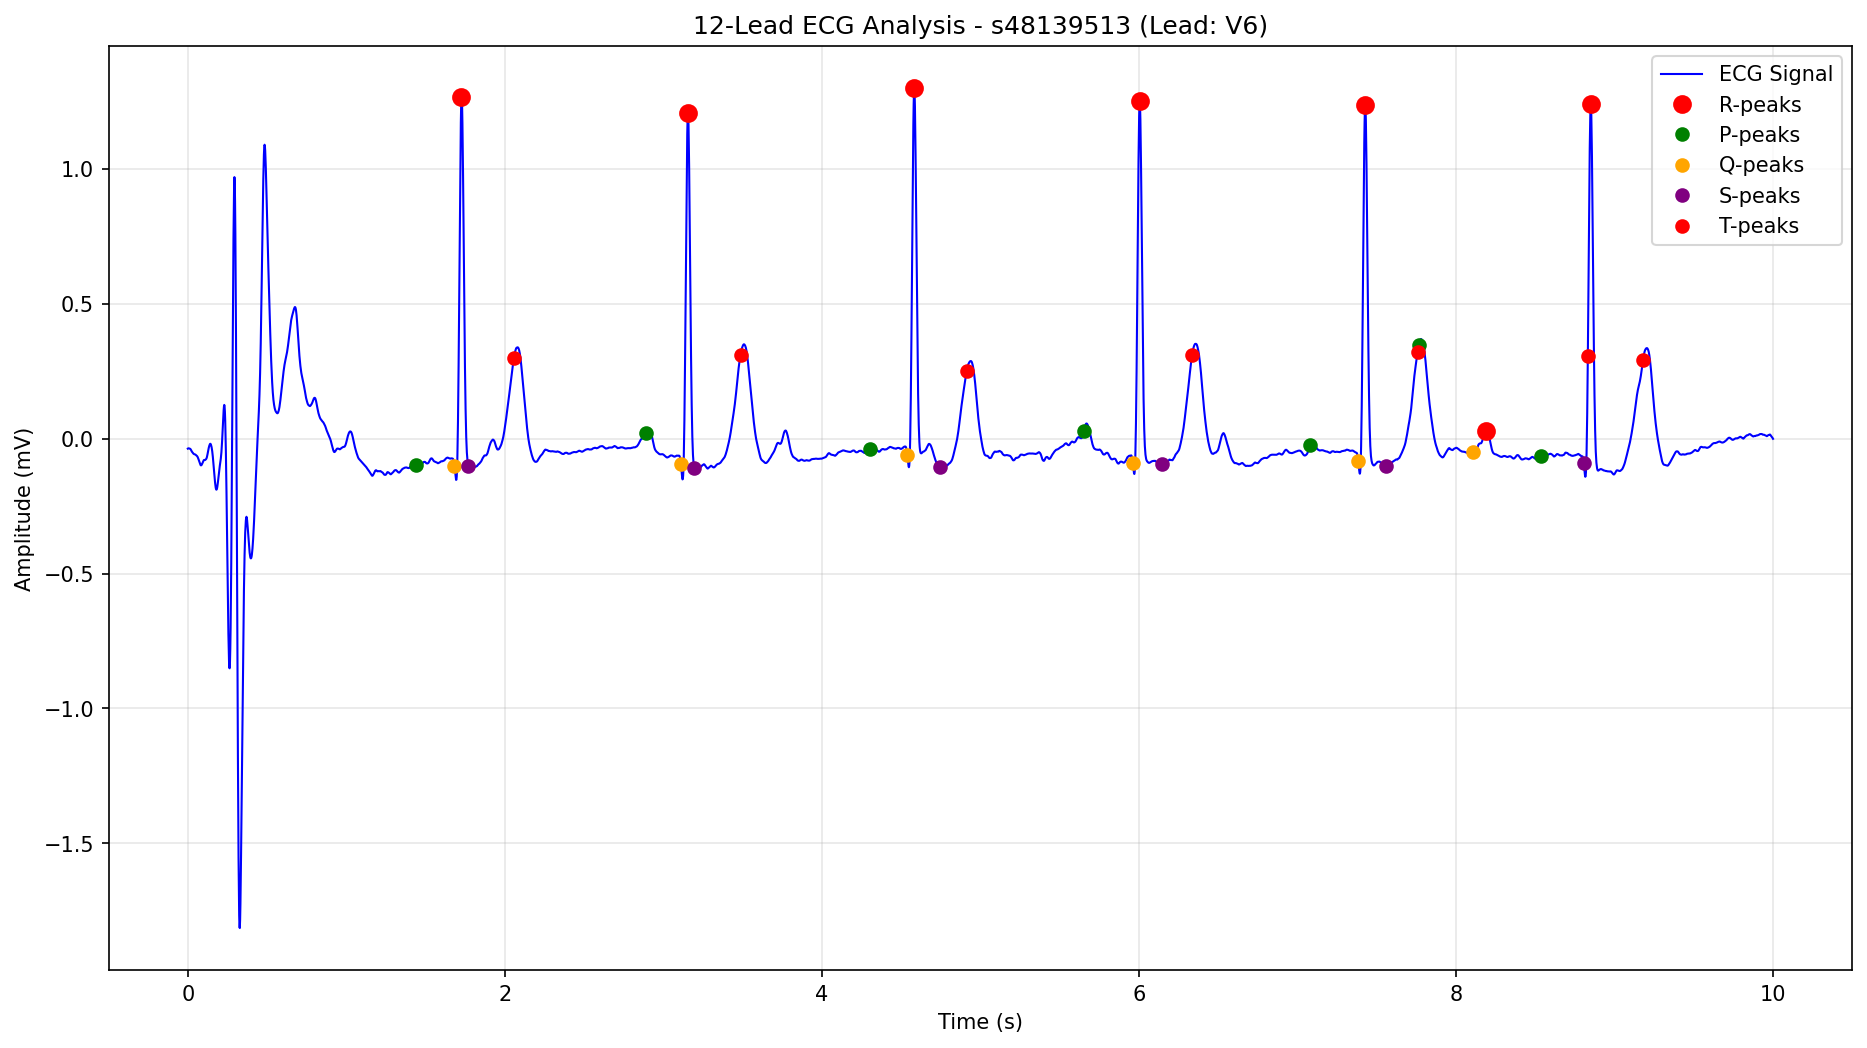 12-Lead ECG Analysis - s48139513 (Lead: V6)
ECG Signal
R-peaks
P-peaks
Q-peaks
S-peaks
T-peaks
Amplitude (mV)
1.0
0.5
0.0
−0.5
−1.0
−1.5
0 2 4 6 8 10
Time (s)